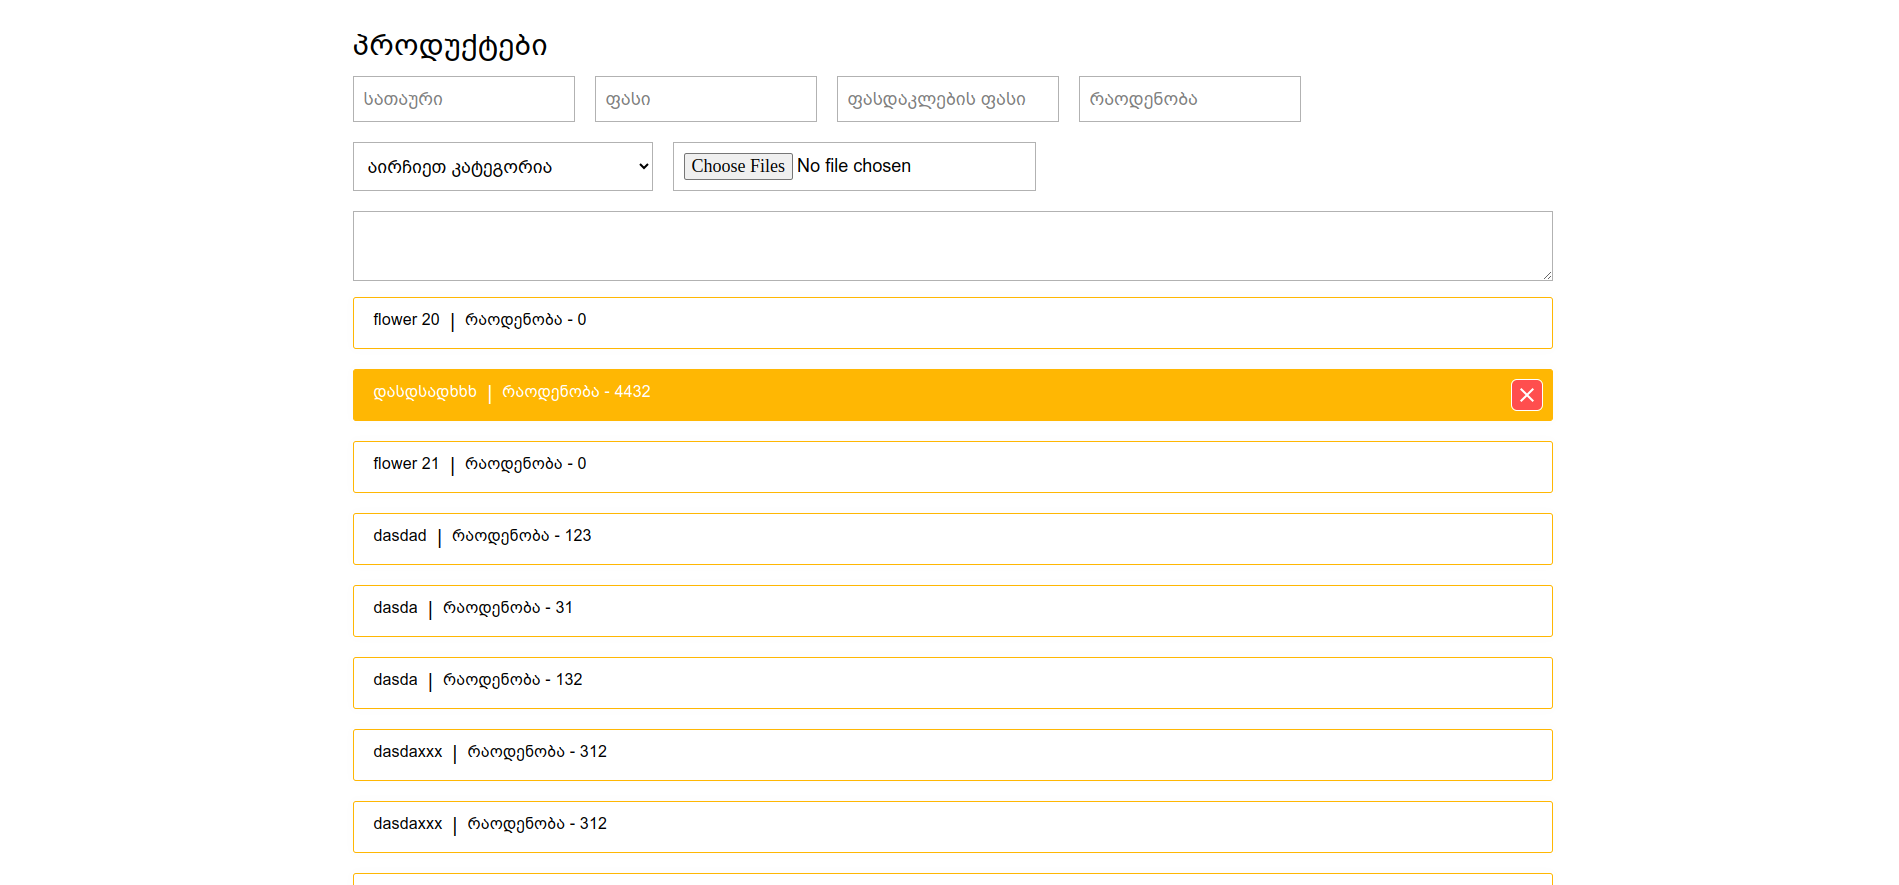 პროდუქტები
სათაური ფასი ფასდაკლების ფასი რაოდენობა
აირჩიეთ კატეგორია Choose Files No file chosen
flower 20 | რაოდენობა - 0
დასდსადხხხ | რაოდენობა - 4432
flower 21 | რაოდენობა - 0
dasdad | რაოდენობა - 123
dasda | რაოდენობა - 31
dasda | რაოდენობა - 132
dasdaxxx | რაოდენობა - 312
dasdaxxx | რაოდენობა - 312